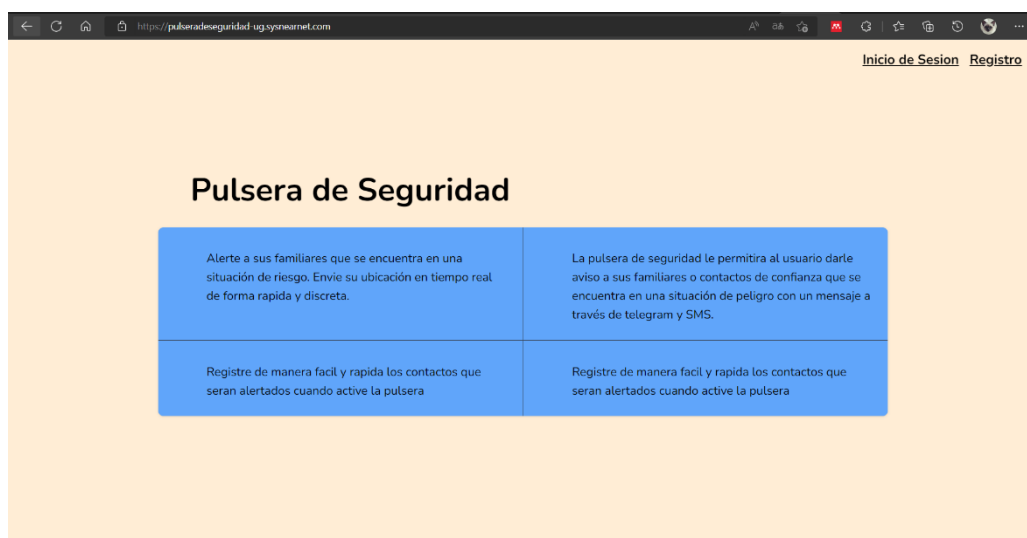 https://pulseradeseguridad-ug.sysnearnet.com
Inicio de Sesion Registro
Pulsera de Seguridad
Alerte a sus familiares que se encuentra en una
situación de riesgo. Envie su ubicación en tiempo real
de forma rapida y discreta.
La pulsera de seguridad le permitira al usuario darle
aviso a sus familiares o contactos de confianza que se
encuentra en una situación de peligro con un mensaje a
través de telegram y SMS.
Registre de manera facil y rapida los contactos que
seran alertados cuando active la pulsera
Registre de manera facil y rapida los contactos que
seran alertados cuando active la pulsera